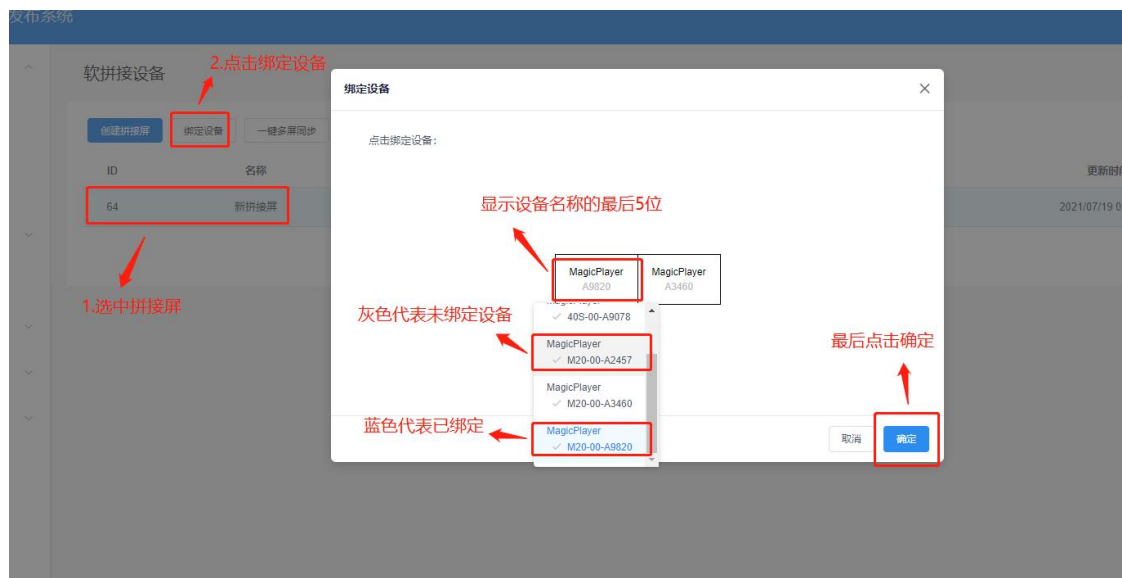 发布系统
软拼接设备
2.点击绑定设备
绑定设备
创建拼接屏 绑定设备 一键多屏同步
点击绑定设备：
ID 名称 更新时间
64 新拼接屏 2021/07/19 0
显示设备名称的最后5位
1.选中拼接屏
MagicPlayer MagicPlayer
A9820 A3460
灰色代表未绑定设备
40S-00-A9078
MagicPlayer
M20-00-A2457
最后点击确定
MagicPlayer
M20-00-A3460
蓝色代表已绑定
MagicPlayer
M20-00-A9820
取消 确定